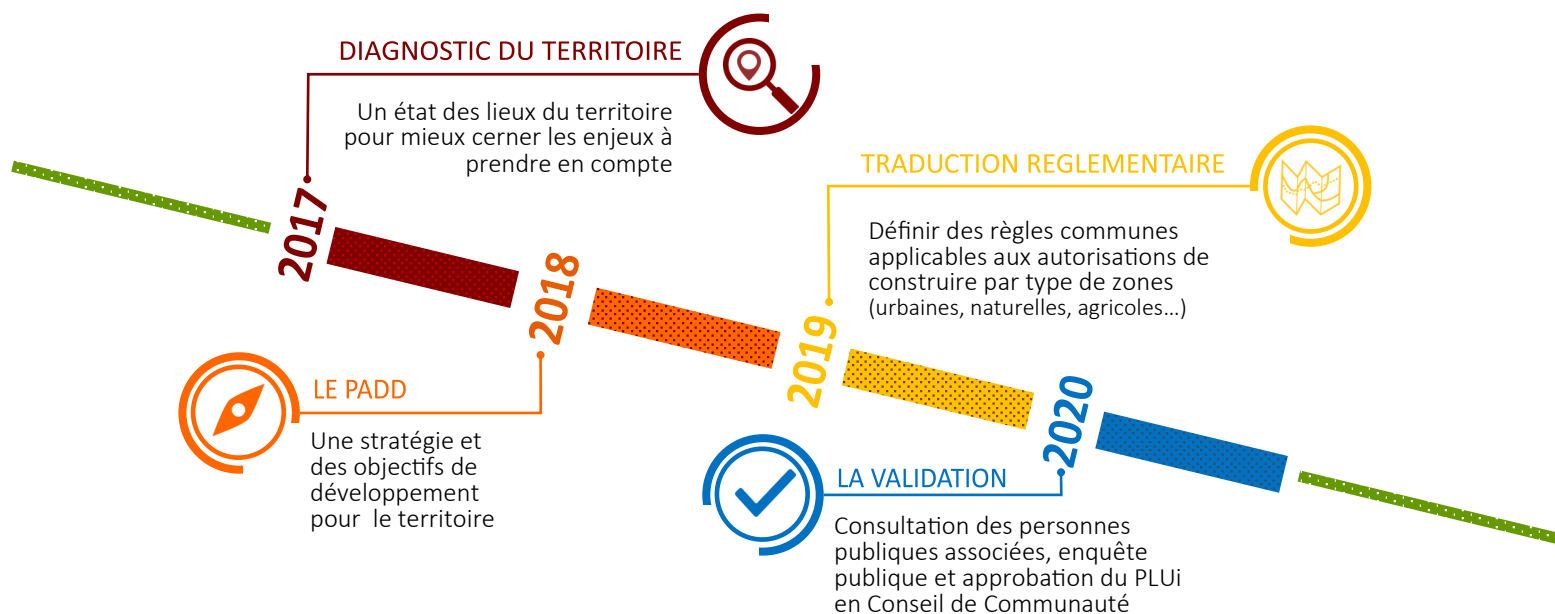 DIAGNOSTIC DU TERRITOIRE
Un état des lieux du territoire
pour mieux cerner les enjeux à
prendre en compte
2017
2018
LE PADD
Une stratégie et
des objectifs de
développement
pour le territoire
TRADUCTION REGLEMENTAIRE
Définir des règles communes
applicables aux autorisations de
construire par type de zones
(urbaines, naturelles, agricoles...)
2019
2020
LA VALIDATION
Consultation des personnes
publiques associées, enquête
publique et approbation du PLUi
en Conseil de Communauté